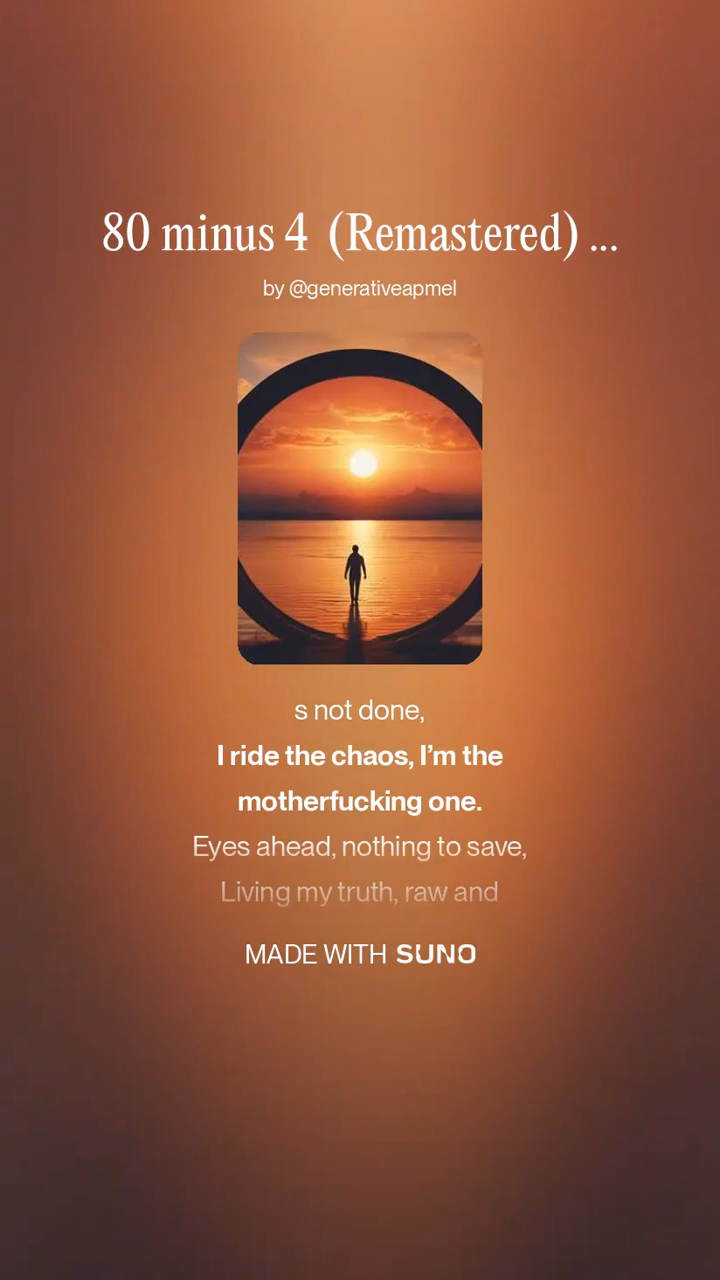 80 minus 4 (Remastered) ...
by @generativeapmel
s not done,
I ride the chaos, I’m the
motherfucking one.
Eyes ahead, nothing to save,
Living my truth, raw and
MADE WITH SUNO